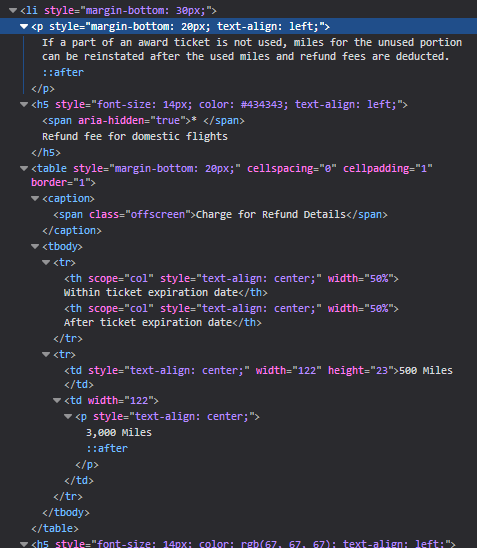 <li style="margin-bottom: 30px;">
<p style="margin-bottom: 20px; text-align: left;">
If a part of an award ticket is not used, miles for the unused portion
can be reinstated after the used miles and refund fees are deducted.
::after
</p>
<h5 style="font-size: 14px; color: #434343; text-align: left;">
<span aria-hidden="true">* </span>
Refund fee for domestic flights
</h5>
<table style="margin-bottom: 20px;" cellspacing="0" cellpadding="1"
border="1">
<caption>
<span class="offscreen">Charge for Refund Details</span>
</caption>
<tbody>
<tr>
<th scope="col" style="text-align: center;" width="50%">
Within ticket expiration date</th>
<th scope="col" style="text-align: center;" width="50%">
After ticket expiration date</th>
</tr>
<tr>
<td style="text-align: center;" width="122" height="23">500 Miles
</td>
<td width="122">
<p style="text-align: center;">
3,000 Miles
::after
</p>
</td>
</tr>
</tbody>
</table>
<h5 style="font-size: 14px; color: rgb(67, 67, 67); text-align: left;">